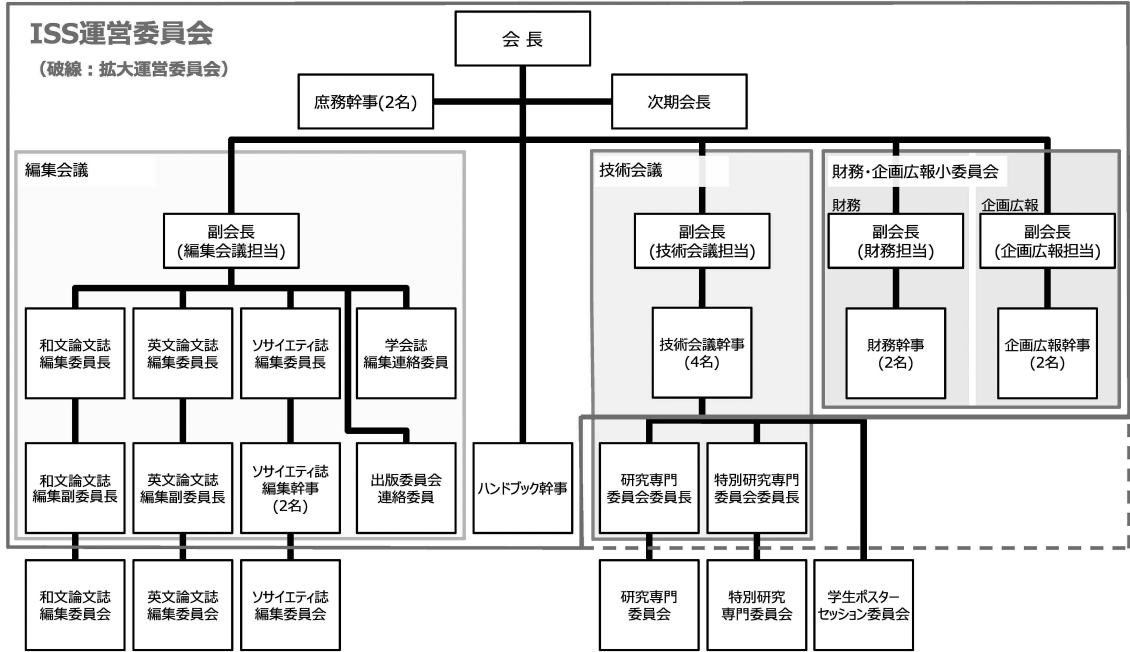 ISS運営委員会
（破線：拡大運営委員会）
会 長
庶務幹事(2名)
次期会長
編集会議
技術会議
財務・企画広報小委員会
財務
企画広報
副会長
(編集会議担当)
副会長
(技術会議担当)
副会長
(財務担当)
副会長
(企画広報担当)
和文論文誌
編集委員長
英文論文誌
編集委員長
ソサイエティ誌
編集委員長
学会誌
編集連絡委員
技術会議幹事
(4名)
財務幹事
(2名)
企画広報幹事
(2名)
和文論文誌
編集副委員長
英文論文誌
編集副委員長
ソサイエティ誌
編集幹事
(2名)
出版委員会
連絡委員
ハンドブック幹事
研究専門
委員会委員長
特別研究専門
委員会委員長
和文論文誌
編集委員会
英文論文誌
編集委員会
ソサイエティ誌
編集委員会
研究専門
委員会
特別研究
専門委員会
学生ポスター
セッション委員会